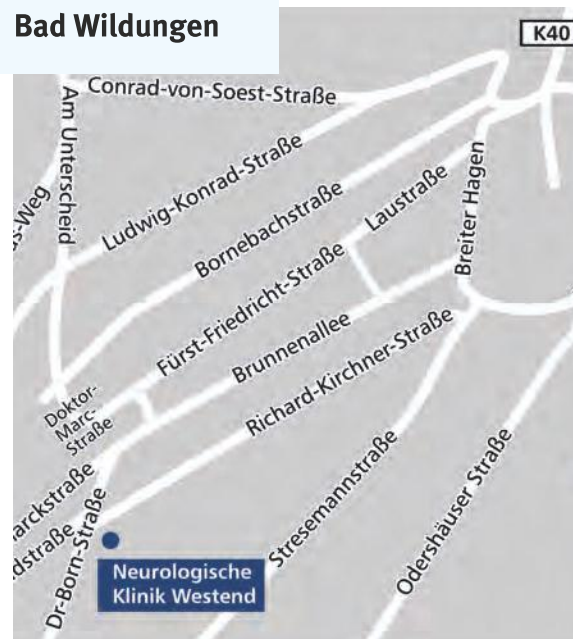 Bad Wildungen
K40
Conrad-von-Soest-Straße
Am Unterscheid
Ludwig-Konrad-Straße
Breiter Hagen
Laustraße
Bornebachstraße
Fürst-Friedricht-Straße
Brunnenallee
Richard-Kirchner-Straße
Doktor-
Marc-
Straße
Dr-Born-Straße
Stresemannstraße
Odershäuser Straße
Neurologische
Klinik Westend